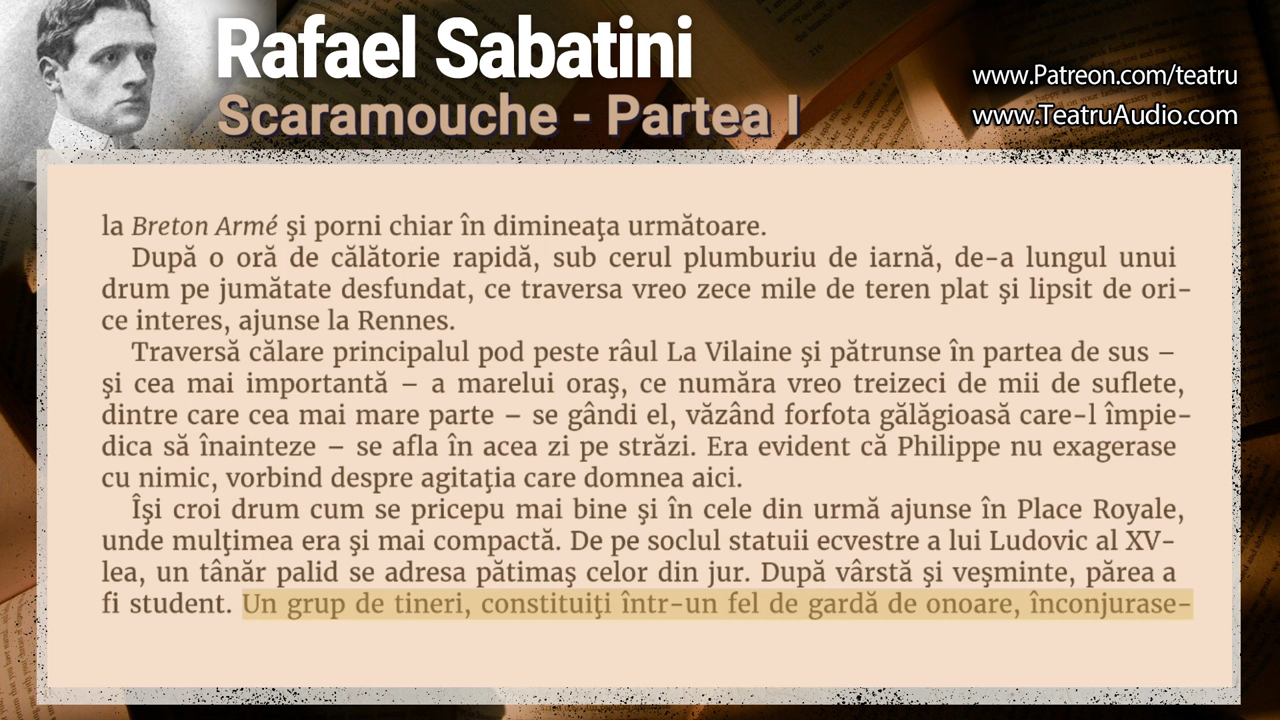 Rafael Sabatini
Scaramouche - Partea I
www.Patreon.com/teatru
www.TeatruAudio.com
la Breton Armé şi porni chiar în dimineaţa următoare.
După o oră de călătorie rapidă, sub cerul plumburiu de iarnă, de-a lungul unui
drum pe jumătate desfundat, ce traversa vreo zece mile de teren plat şi lipsit de ori-
ce interes, ajunse la Rennes.
Traversă călare principalul pod peste râul La Vilaine şi pătrunse în partea de sus –
şi cea mai importantă – a marelui oraş, ce număra vreo treizeci de mii de suflete,
dintre care cea mai mare parte – se gândi el, văzând forfota gălăgioasă care-l împie-
dica să înainteze – se afla în acea zi pe străzi. Era evident că Philippe nu exagerase
cu nimic, vorbind despre agitaţia care domnea aici.
Îşi croi drum cum se pricepu mai bine şi în cele din urmă ajunse în Place Royale,
unde mulţimea era şi mai compactă. De pe soclul statuii ecvestre a lui Ludovic al XV-
lea, un tânăr palid se adresa pătimaş celor din jur. După vârstă şi veşminte, părea a
fi student. Un grup de tineri, constituiţi într-un fel de gardă de onoare, înconjurase-